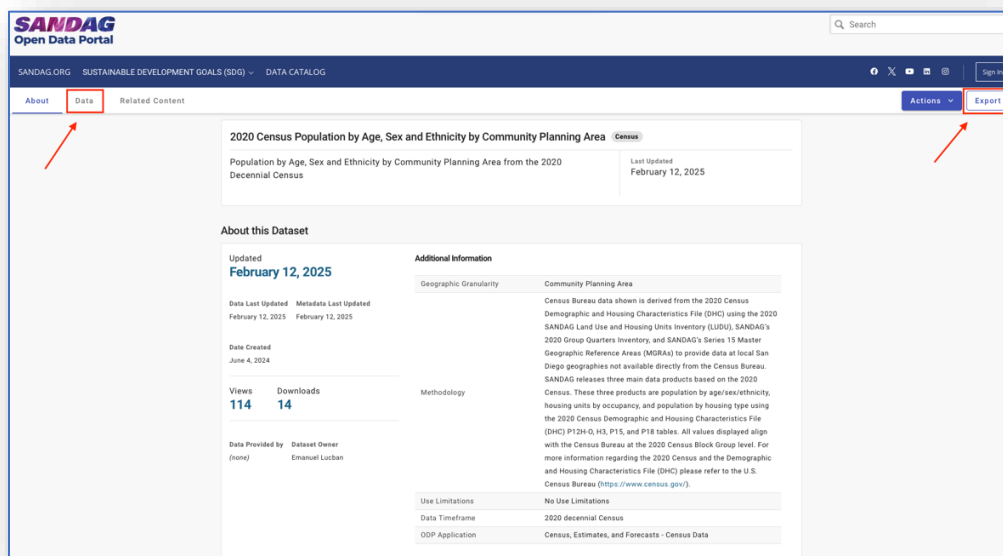 SANDAG
Open Data Portal
Search
SANDAG.ORG SUSTAINABLE DEVELOPMENT GOALS (SDG) DATA CATALOG
Sign In
About Data Related Content
Actions
Export
2020 Census Population by Age, Sex and Ethnicity by Community Planning Area Census
Population by Age, Sex and Ethnicity by Community Planning Area from the 2020
Decennial Census
Last Updated
February 12, 2025
About this Dataset
Updated
February 12, 2025
Data Last Updated Metadata Last Updated
February 12, 2025 February 12, 2025
Date Created
June 4, 2024
Views Downloads
114 14
Data Provided by Dataset Owner
(none) Emanuel Lucban
Additional Information
Geographic Granularity Community Planning Area
Methodology
Census Bureau data shown is derived from the 2020 Census
Demographic and Housing Characteristics File (DHC) using the 2020
SANDAG Land Use and Housing Units Inventory (LUDU), SANDAG's
2020 Group Quarters Inventory, and SANDAG's Series 15 Master
Geographic Reference Areas (MGRAs) to provide data at local San
Diego geographies not available directly from the Census Bureau.
SANDAG releases three main data products based on the 2020
Census. These three products are population by age/sex/ethnicity,
housing units by occupancy, and population by housing type using
the 2020 Census Demographic and Housing Characteristics File
(DHC) P12H-O, H3, P15, and P18 tables. All values displayed align
with the Census Bureau at the 2020 Census Block Group level. For
more information regarding the 2020 Census and the Demographic
and Housing Characteristics File (DHC) please refer to the U.S.
Census Bureau (https://www.census.gov/).
Use Limitations No Use Limitations
Data Timeframe 2020 decennial Census
ODP Application Census, Estimates, and Forecasts - Census Data